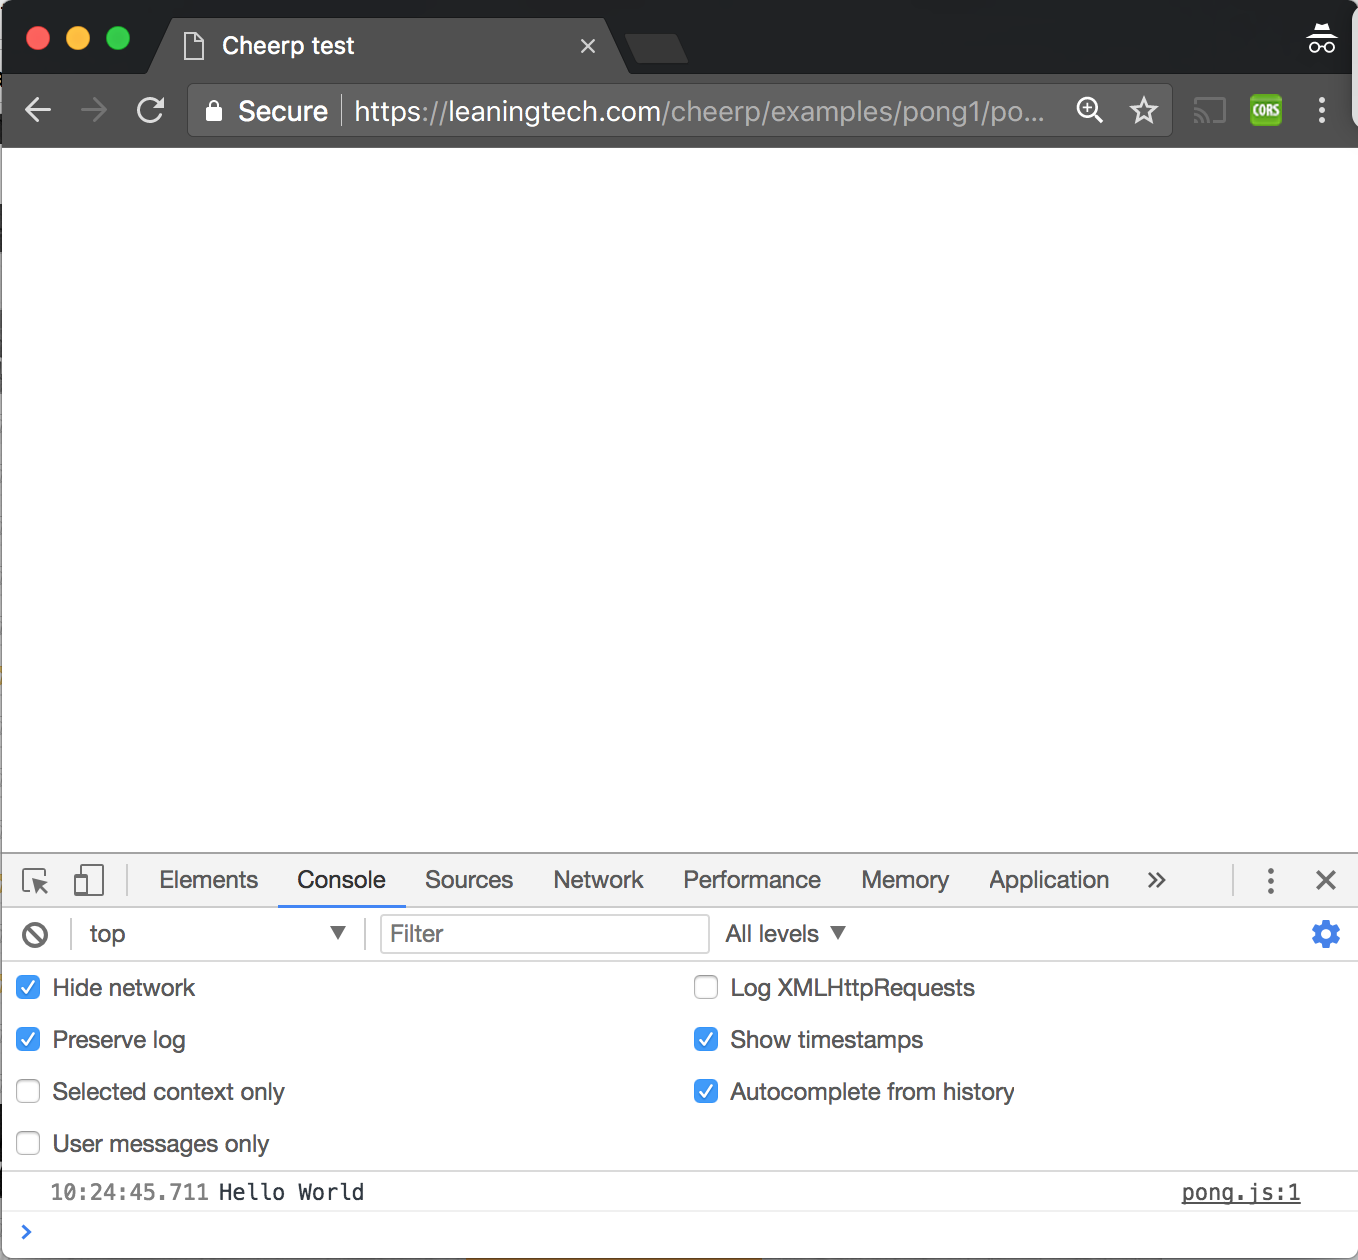 Cheerp test
Secure https://leaningtech.com/cheerp/examples/pong1/po... CORS
Elements Console Sources Network Performance Memory Application
top Filter All levels
Hide network Log XMLHttpRequests
Preserve log Show timestamps
Selected context only Autocomplete from history
User messages only
10:24:45.711 Hello World pong.js:1